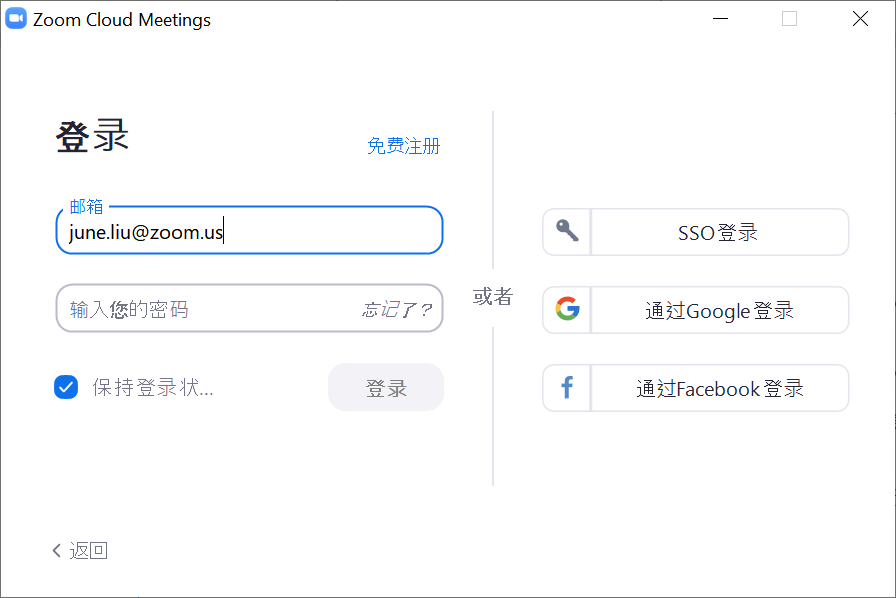 Zoom Cloud Meetings
登录
免费注册
邮箱
june.liu@zoom.us
输入您的密码
忘记了?
保持登录状...
登录
或者
SSO登录
通过Google登录
通过Facebook登录
返回